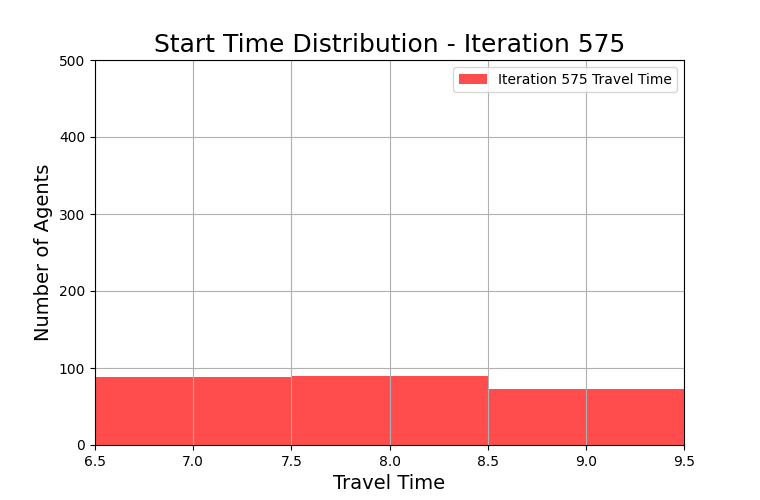 Start Time Distribution - Iteration 575
Iteration 575 Travel Time
Number of Agents
500
400
300
200
100
0
6.5 7.0 7.5 8.0 8.5 9.0 9.5
Travel Time